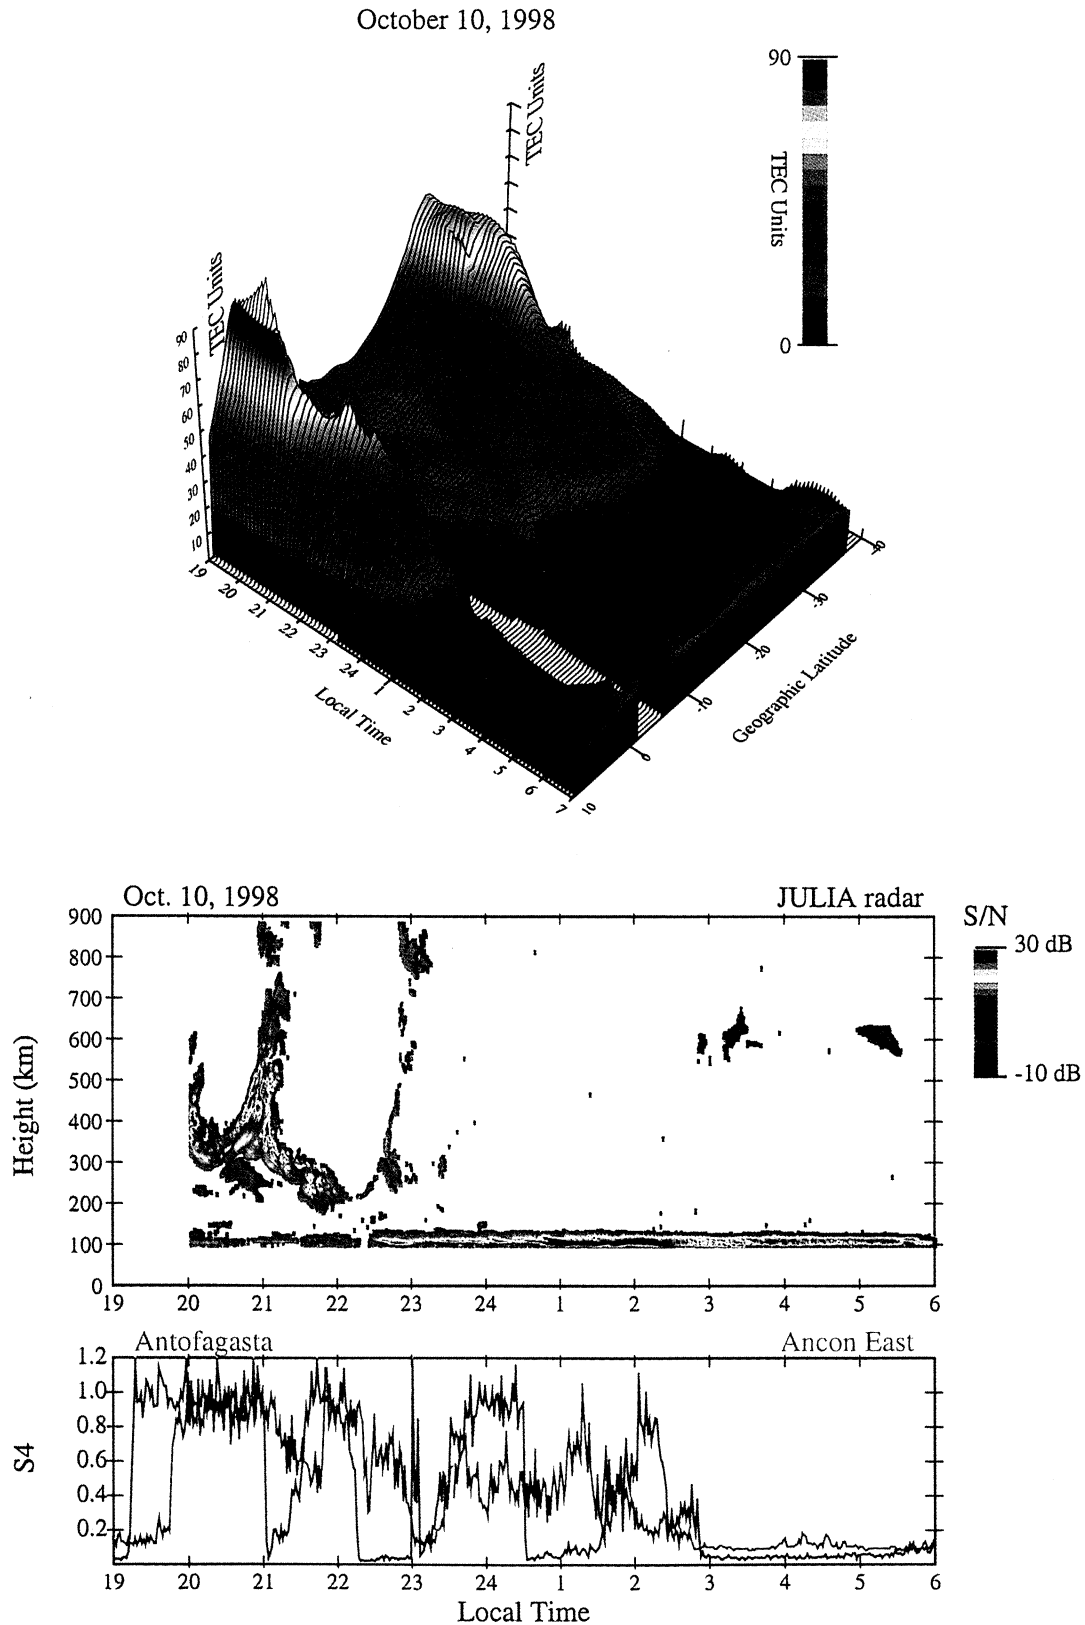 October 10, 1998
90
TEC Units
0
TEC Units
TEC Units
90
80
70
60
50
40
30
20
10
19
20
21
22
23
24
1
2
3
4
5
6
7
Local Time
10
0
-10
-20
-30
Geographic Latitude
Oct. 10, 1998 JULIA radar
S/N
30 dB
-10 dB
Height (km)
900
800
700
600
500
400
300
200
100
0
19 20 21 22 23 24 1 2 3 4 5 6
Antofagasta Ancon East
S4
1.2
1.0
0.8
0.6
0.4
0.2
19 20 21 22 23 24 1 2 3 4 5 6
Local Time